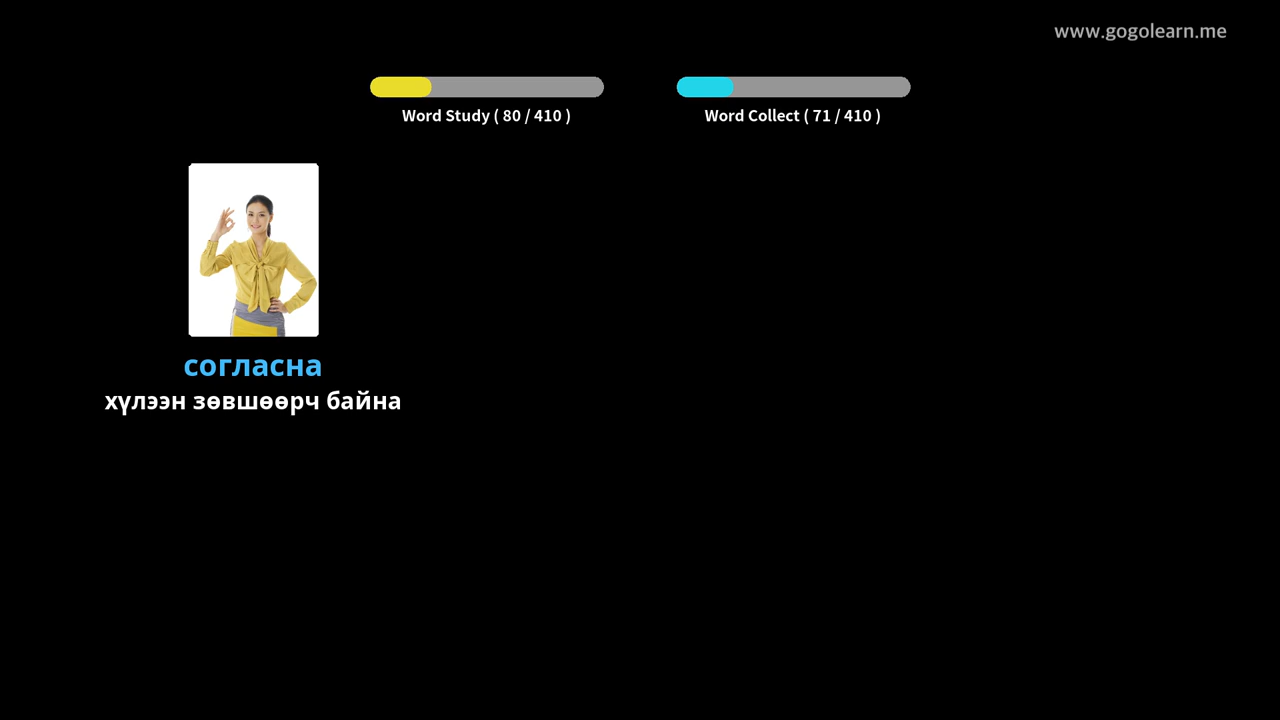 www.gogolearn.me
Word Study ( 80 / 410 )
Word Collect ( 71 / 410 )
согласна
хүлээн зөвшөөрч байна